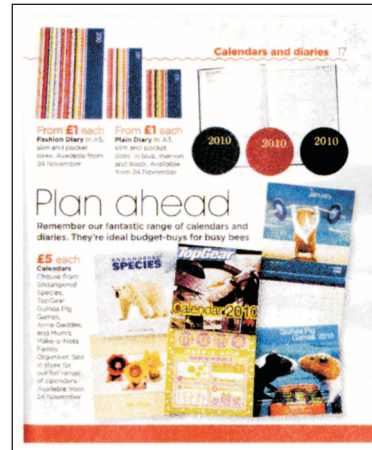 Calendars and diaries 17
From £1 each
Fashion Diary in A5,
slim and pocket
sizes. Available from
24 November
From £1 each
Plain Diary in A5,
slim and pocket
sizes, in blue, maroon
and black. Available
from 24 November
2010
2010
2010
Plan ahead
Remember our fantastic range of calendars and
diaries. They're ideal budget-buys for busy bees
£5 each
Calendars
Choose from
Endangered
Species,
TopGear
Guinea Pig
Games,
Anne Geddes,
and Mum's
Make-a-Note
Family
Organiser. See
in store for
our full range
of calendars.
Available from
24 November
ENDANGERED
SPECIES
TopGear
Calendar 2010
January
Guinea Pig
Games, 2010